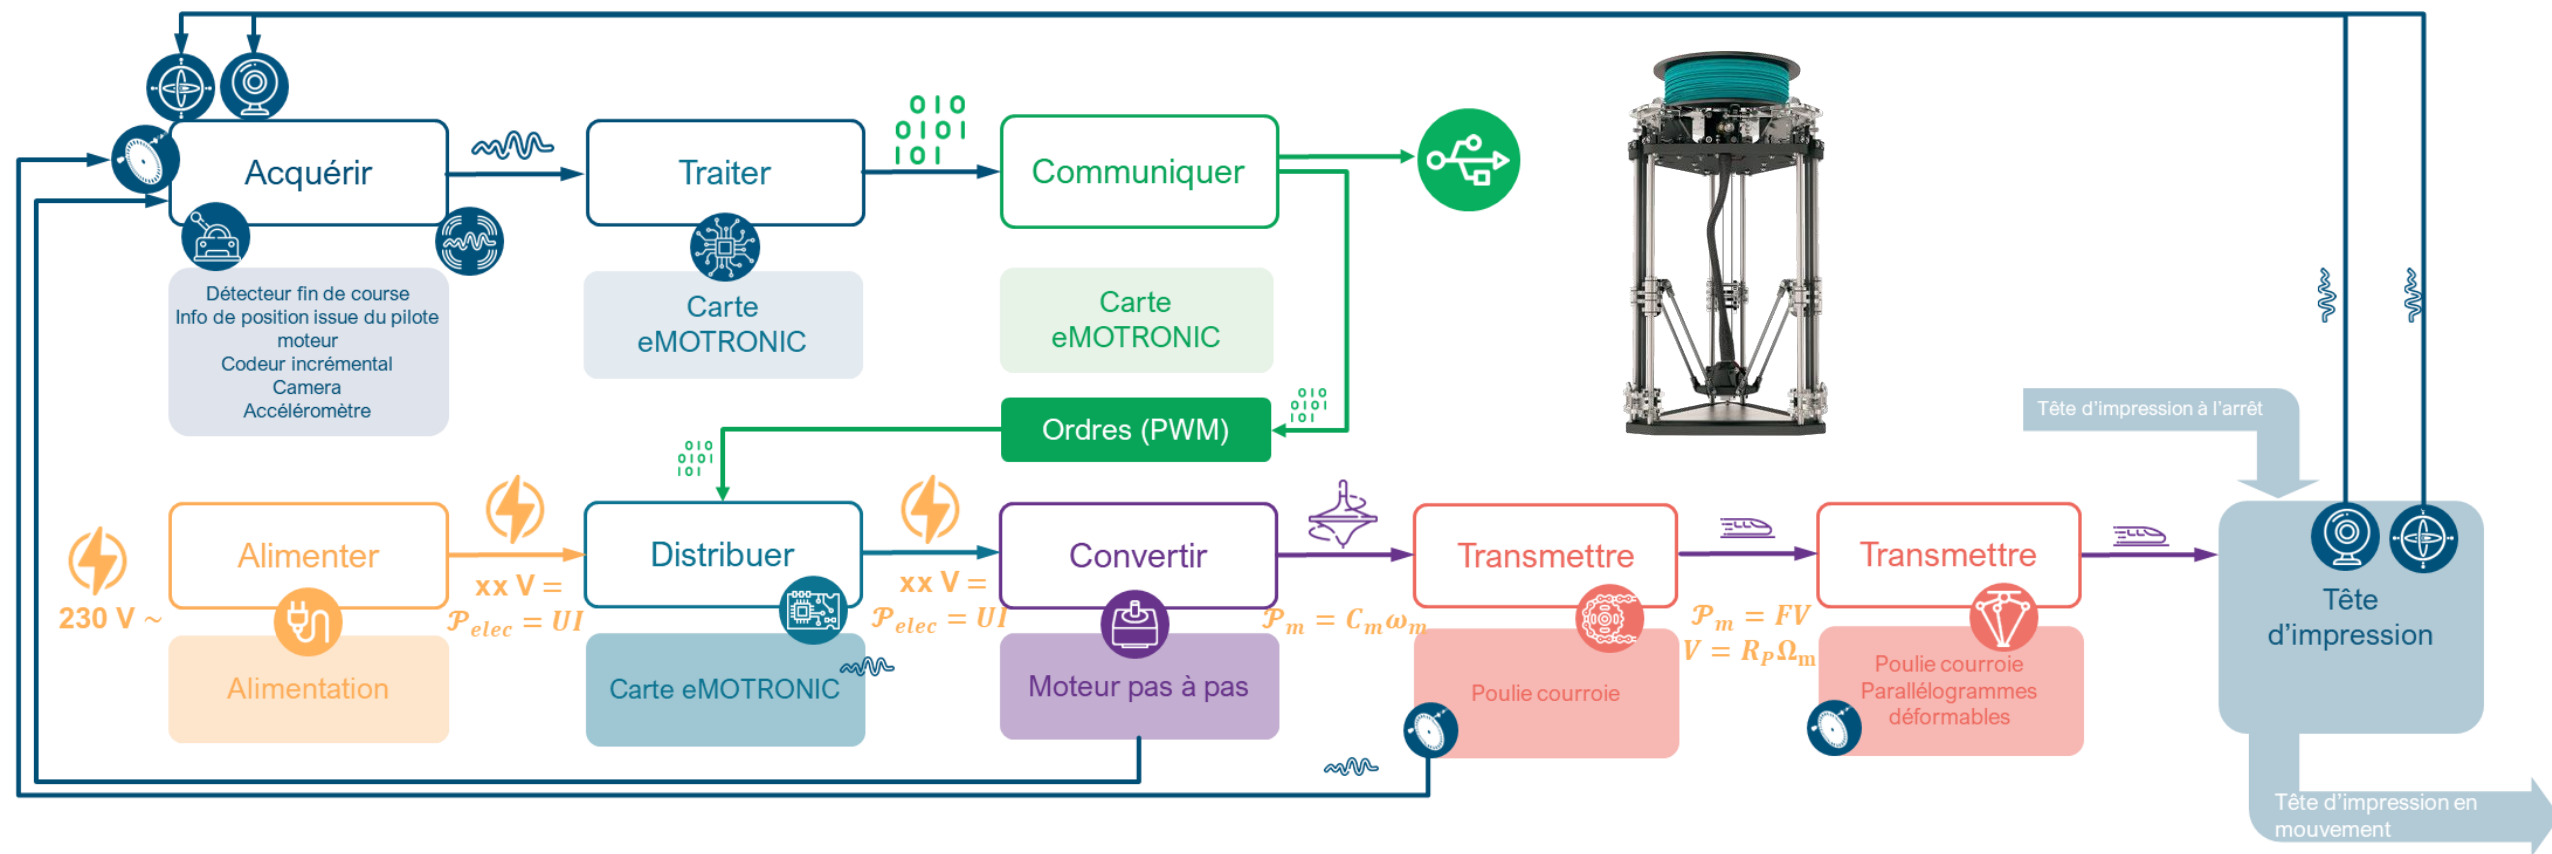 010
0101
101
Acquérir
Traiter
Communiquer
Détecteur fin de course
Info de position issue du pilote
moteur
Codeur incrémental
Camera
Accéléromètre
Carte
eMOTRONIC
Carte
eMOTRONIC
010
0101
101
Ordres (PWM)
Tête d’impression à l’arrêt
010
0101
101
Alimenter
Distribuer
Convertir
Transmettre
Transmettre
230 V ~
xx V =
𝒫elec = UI
xx V =
𝒫elec = UI
𝒫m = Cmωm
𝒫m = FV
V = RPΩm
Tête
d’impression
Alimentation
Carte eMOTRONIC
Moteur pas à pas
Poulie courroie
Poulie courroie
Parallélogrammes
déformables
Tête d’impression en
mouvement